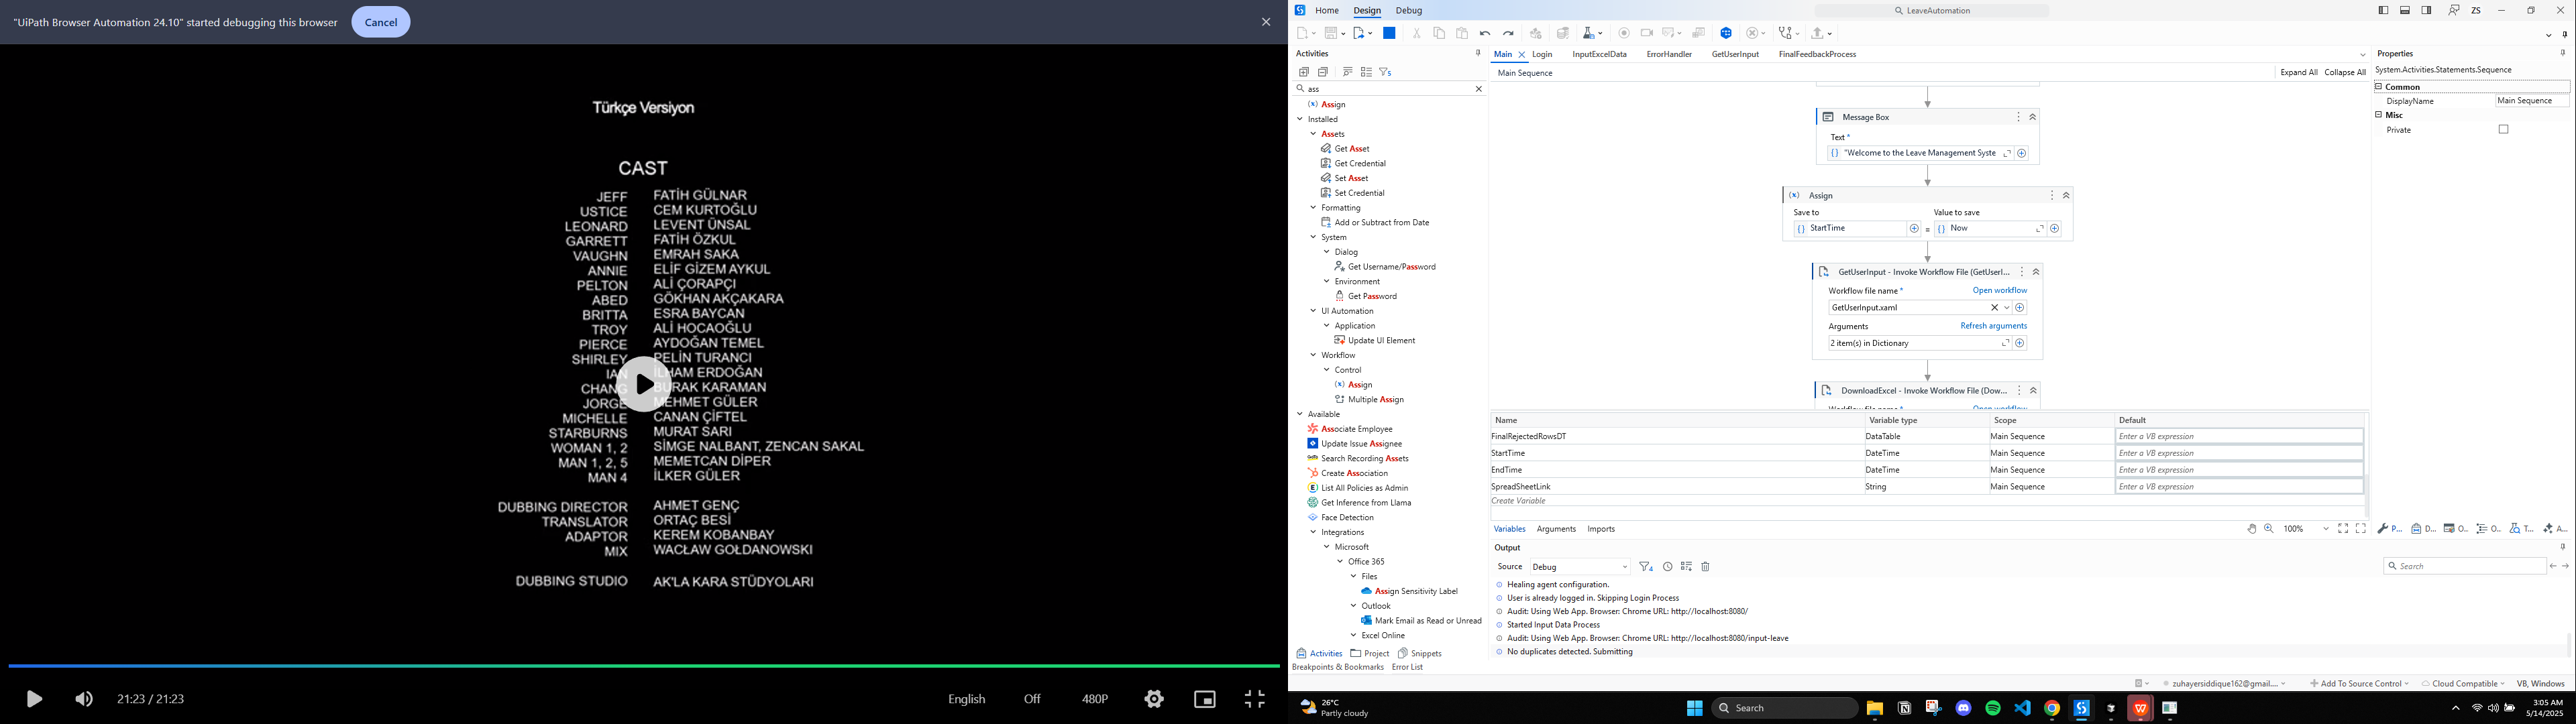 "UiPath Browser Automation 24.10" started debugging this browser
Cancel
Türkçe Versiyon
CAST
JEFF FATİH GÜLNAR
USTICE CEM KURTOĞLU
LEONARD LEVENT ÜNSAL
GARRETT FATİH ÖZKUL
VAUGHN EMRAH SAKA
ANNIE ELİF GİZEM AYKUL
PELTON ALİ ÇORAPÇI
ABED GÖKHAN AKÇAKARA
BRITTA ESRA BAYCAN
TROY ALİ HOCAOĞLU
PIERCE AYDOĞAN TEMEL
SHIRLEY PELİN TURANCI
IAN İLHAM ERDOĞAN
CHANG BURAK KARAMAN
JORGE MEHMET GÜLER
MICHELLE CANAN ÇİFTEL
STARBURNS MURAT SARI
WOMAN 1, 2 SİMGE NALBANT, ZENCAN SAKAL
MAN 1, 2, 5 MEMETCAN DİPER
MAN 4 İLKER GÜLER
DUBBING DIRECTOR AHMET GENÇ
TRANSLATOR ORTAÇ BESİ
ADAPTOR KEREM KOBANBAY
MIX WACŁAW GOŁDANOWSKI
DUBBING STUDIO AK'LA KARA STÜDYOLARI
21:23 / 21:23
English Off 480P
Home Design Debug
LeaveAutomation
ZS
Activities
5
ass
Assign
Installed
Assets
Get Asset
Get Credential
Set Asset
Set Credential
Formatting
Add or Subtract from Date
System
Dialog
Get Username/Password
Environment
Get Password
UI Automation
Application
Update UI Element
Workflow
Control
Assign
Multiple Assign
Available
Associate Employee
Update Issue Assignee
Search Recording Assets
Create Association
List All Policies as Admin
Get Inference from Llama
Face Detection
Integrations
Microsoft
Office 365
Files
Assign Sensitivity Label
Outlook
Mark Email as Read or Unread
Excel Online
Activities Project Snippets
Breakpoints & Bookmarks Error List
Main Login InputExcelData ErrorHandler GetUserInput FinalFeedbackProcess
Main Sequence
Expand All Collapse All
Message Box
Text *
"Welcome to the Leave Management Syste
Assign
Save to Value to save
StartTime = Now
GetUserInput - Invoke Workflow File (GetUserI...
Workflow file name * Open workflow
GetUserInput.xaml
Arguments Refresh arguments
2 item(s) in Dictionary
DownloadExcel - Invoke Workflow File (Dow...
Workflow file name * Open workflow
Name Variable type Scope Default
FinalRejectedRowsDT DataTable Main Sequence Enter a VB expression
StartTime DateTime Main Sequence Enter a VB expression
EndTime DateTime Main Sequence Enter a VB expression
SpreadSheetLink String Main Sequence Enter a VB expression
Create Variable
Variables Arguments Imports
100%
Output
Source Debug
4
Search
Healing agent configuration.
User is already logged in. Skipping Login Process
Audit: Using Web App. Browser: Chrome URL: http://localhost:8080/
Started Input Data Process
Audit: Using Web App. Browser: Chrome URL: http://localhost:8080/input-leave
No duplicates detected. Submitting
Properties
System.Activities.Statements.Sequence
Common
DisplayName Main Sequence
Misc
Private
P... D... O.. O.. T... A...
zuhayersiddique162@gmail.... Add To Source Control Cloud Compatible VB, Windows
26°C
Partly cloudy
Search
3:05 AM
5/14/2025